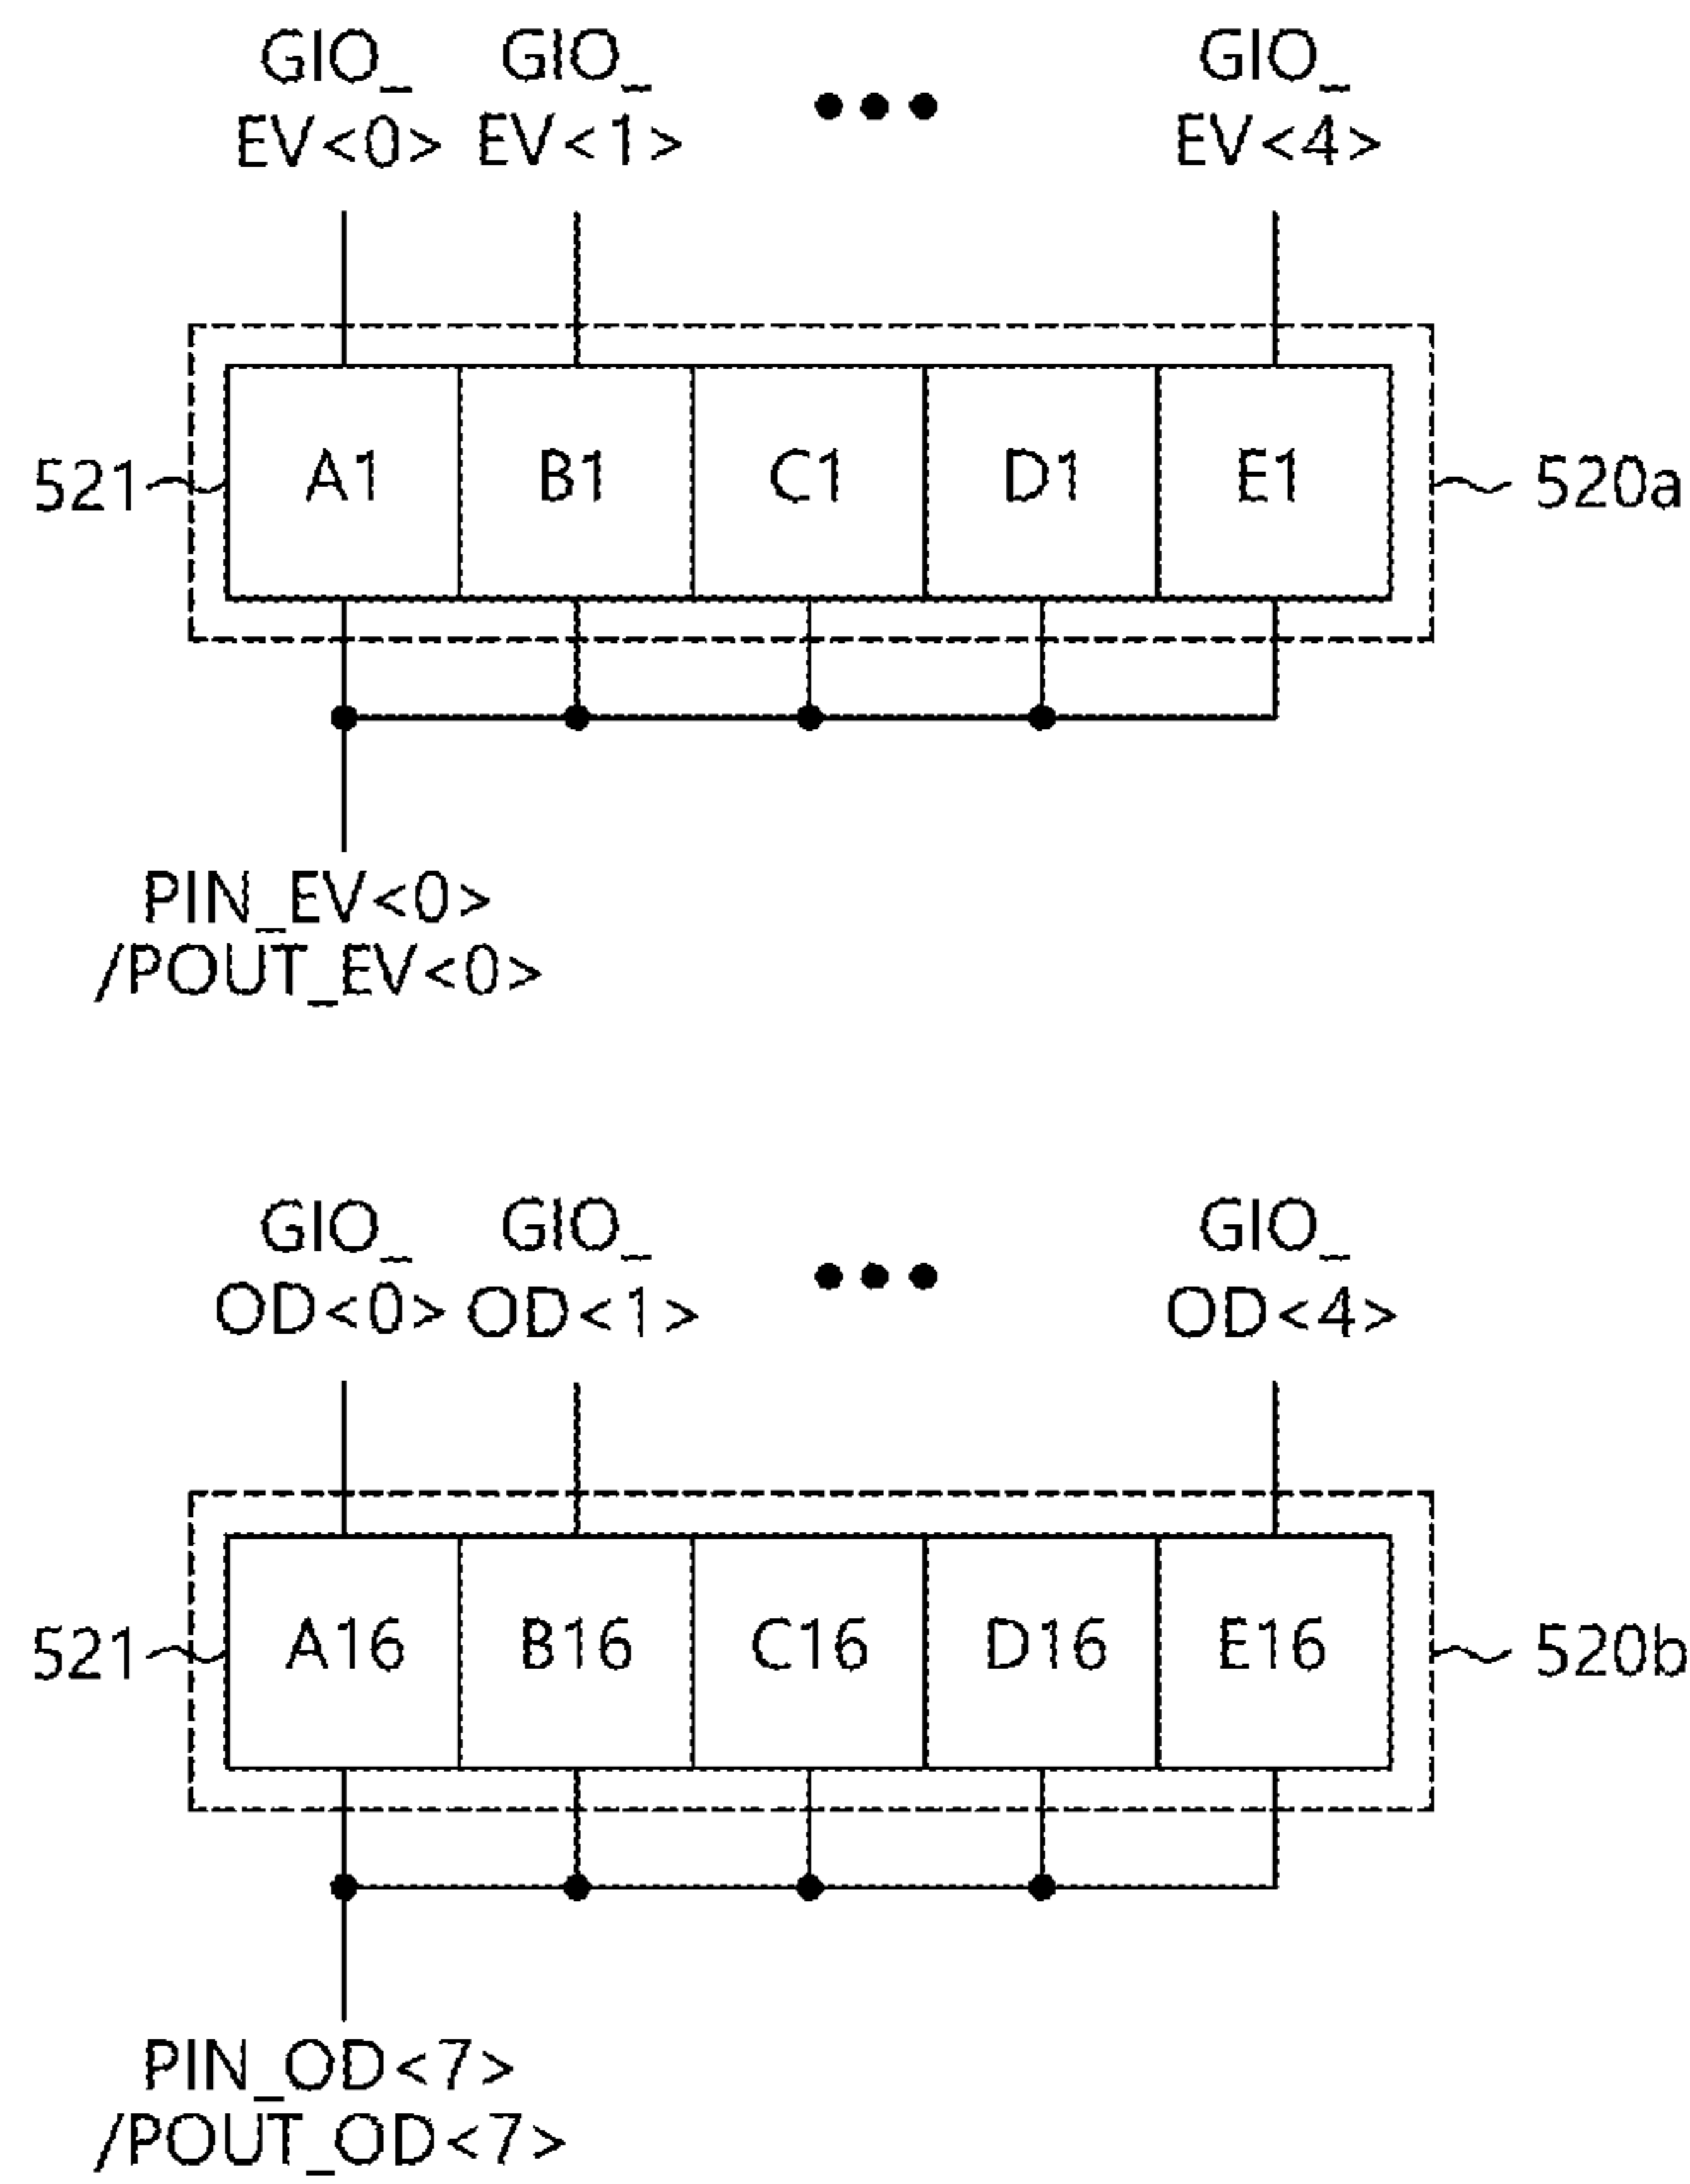 GIO_ GIO_ ••• GIO_
EV<0> EV<1> EV<4>
521 A1 B1 C1 D1 E1 520a
PIN_EV<0>
/POUT_EV<0>
GIO_ GIO_ ••• GIO_
OD<0> OD<1> OD<4>
521 A16 B16 C16 D16 E16 520b
PIN_OD<7>
/POUT_OD<7>